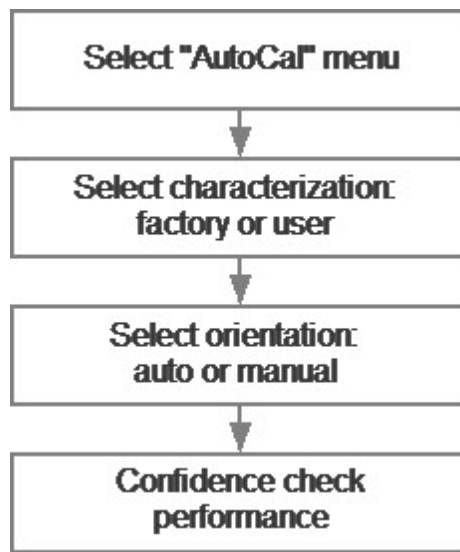 Select "AutoCal" menu
Select characterization:
factory or user
Select orientation:
auto or manual
Confidence check
performance